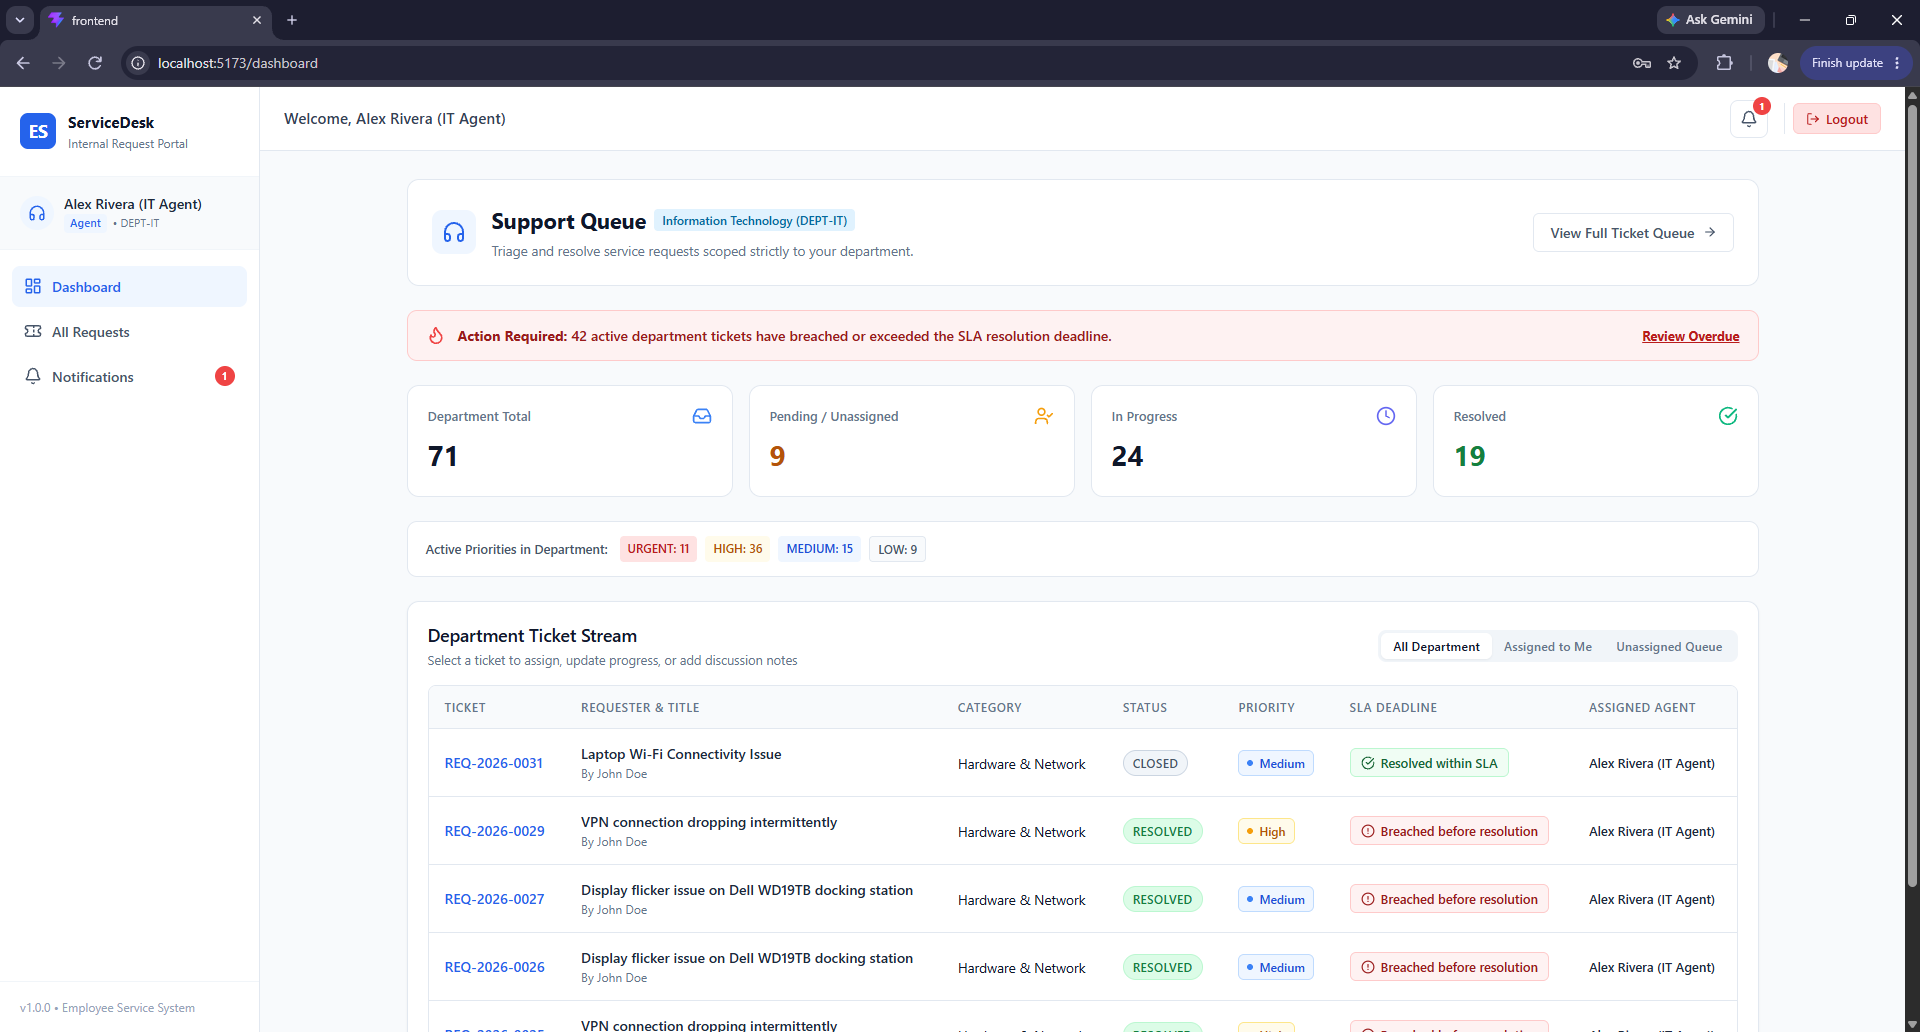 frontend
Ask Gemini
localhost:5173/dashboard
Finish update
ES
ServiceDesk
Internal Request Portal
Welcome, Alex Rivera (IT Agent)
1
Logout
Alex Rivera (IT Agent)
Agent • DEPT-IT
Dashboard
All Requests
Notifications 1
Support Queue Information Technology (DEPT-IT)
Triage and resolve service requests scoped strictly to your department.
View Full Ticket Queue
Action Required: 42 active department tickets have breached or exceeded the SLA resolution deadline.
Review Overdue
Department Total
71
Pending / Unassigned
9
In Progress
24
Resolved
19
Active Priorities in Department: URGENT: 11 HIGH: 36 MEDIUM: 15 LOW: 9
Department Ticket Stream
Select a ticket to assign, update progress, or add discussion notes
All Department Assigned to Me Unassigned Queue
TICKET REQUESTER & TITLE CATEGORY STATUS PRIORITY SLA DEADLINE ASSIGNED AGENT
REQ-2026-0031 Laptop Wi-Fi Connectivity Issue Hardware & Network CLOSED Medium Resolved within SLA Alex Rivera (IT Agent)
By John Doe
REQ-2026-0029 VPN connection dropping intermittently Hardware & Network RESOLVED High Breached before resolution Alex Rivera (IT Agent)
By John Doe
REQ-2026-0027 Display flicker issue on Dell WD19TB docking station Hardware & Network RESOLVED Medium Breached before resolution Alex Rivera (IT Agent)
By John Doe
REQ-2026-0026 Display flicker issue on Dell WD19TB docking station Hardware & Network RESOLVED Medium Breached before resolution Alex Rivera (IT Agent)
By John Doe
VPN connection dropping intermittently
v1.0.0 • Employee Service System